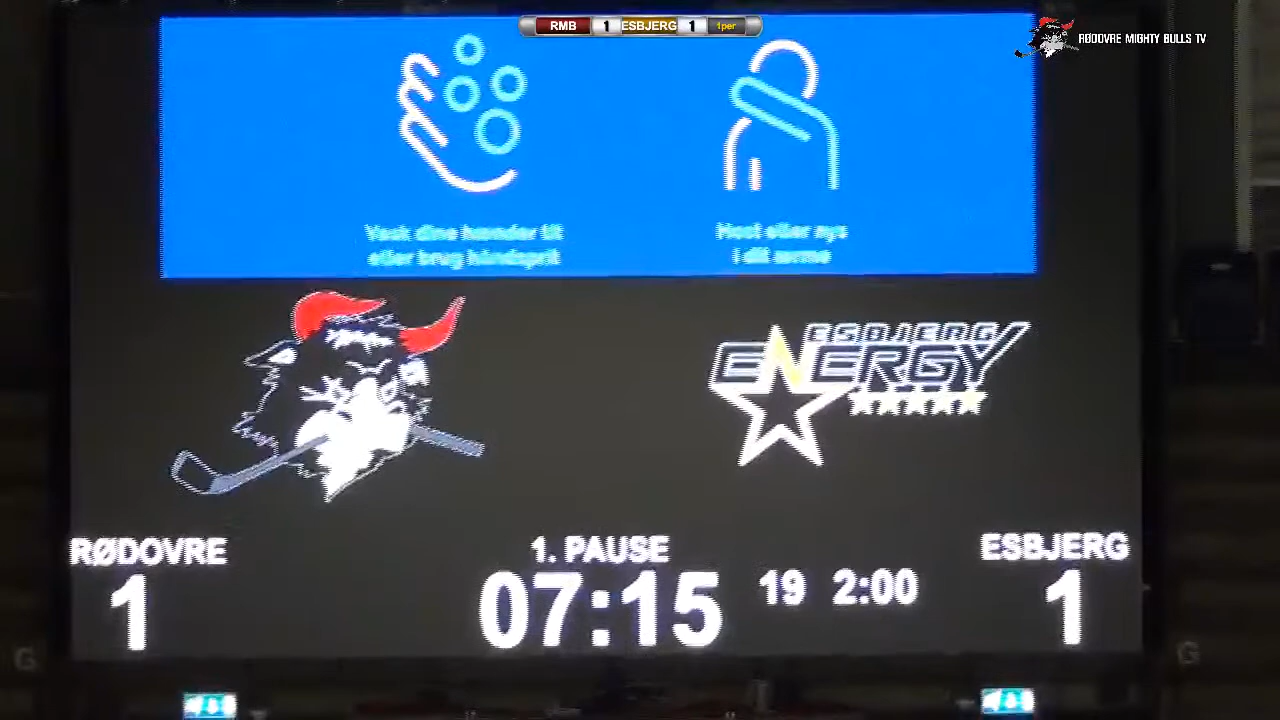 RMB 1 ESBJERG 1 1per
RØDOVRE MIGHTY BULLS TV
Vask dine hænder tit
eller brug håndsprit
Host eller nys
i dit ærme
ESBJERG
ENERGY
RØDOVRE
1
1. PAUSE
07:15
19 2:00
ESBJERG
1
G
G